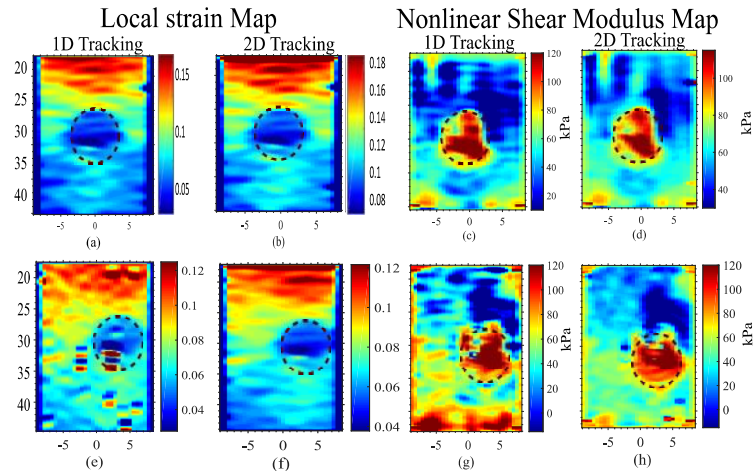 Local strain Map
Nonlinear Shear Modulus Map
1D Tracking
2D Tracking
1D Tracking
2D Tracking
20
25
30
35
40
-5 0 5
(a)
0.15
0.1
0.05
-5 0 5
(b)
0.18
0.16
0.14
0.12
0.1
0.08
-5 0 5
(c)
120
100
80
60
40
20
kPa
-5 0 5
(d)
100
80
60
40
kPa
20
25
30
35
40
-5 0 5
(e)
0.12
0.1
0.08
0.06
0.04
-5 0 5
(f)
0.12
0.1
0.08
0.06
0.04
-5 0 5
(g)
120
100
80
60
40
20
0
kPa
-5 0 5
(h)
120
100
80
60
40
20
0
kPa